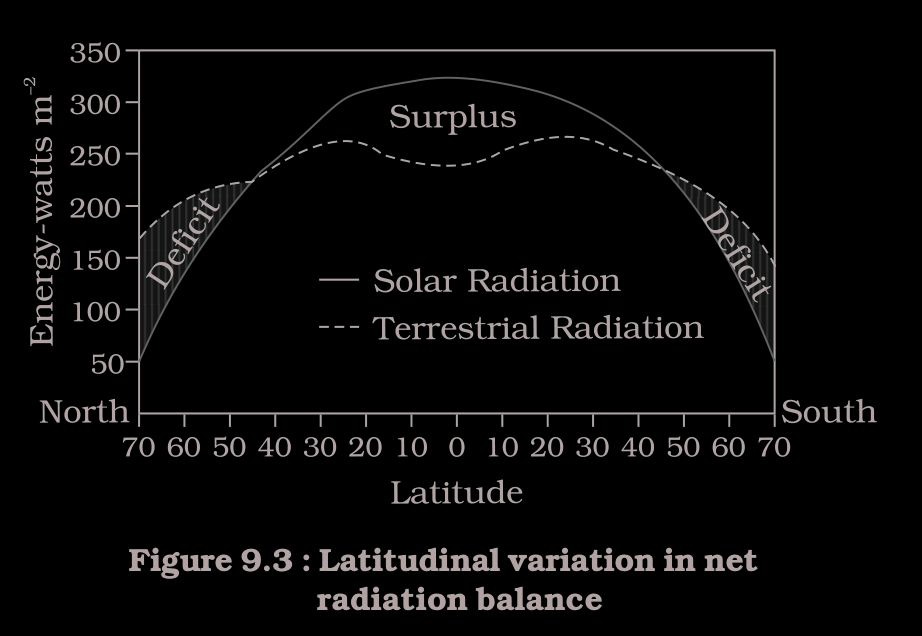 350
300
250
200
150
100
50
Energy-watts m⁻²
Surplus
Deficit
Deficit
Solar Radiation
Terrestrial Radiation
North
South
70 60 50 40 30 20 10 0 10 20 30 40 50 60 70
Latitude
Figure 9.3 : Latitudinal variation in net
radiation balance